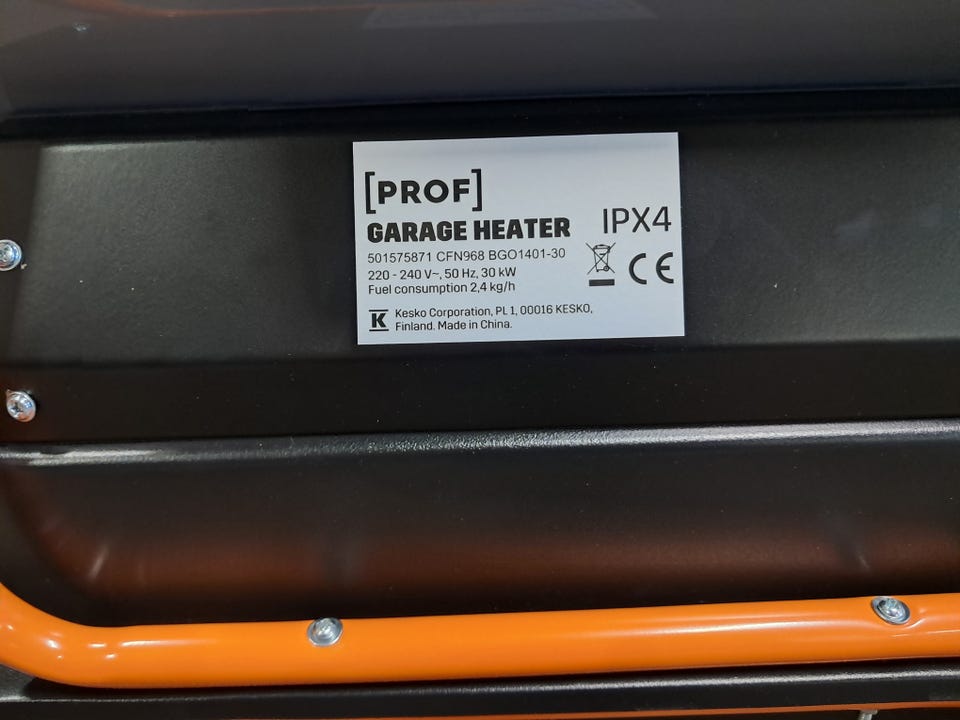 [PROF]
GARAGE HEATER
IPX4
501575871 CFN968 BGO1401-30
220 - 240 V~, 50 Hz, 30 kW
Fuel consumption 2,4 kg/h
CE
K
Kesko Corporation, PL 1, 00016 KESKO,
Finland. Made in China.